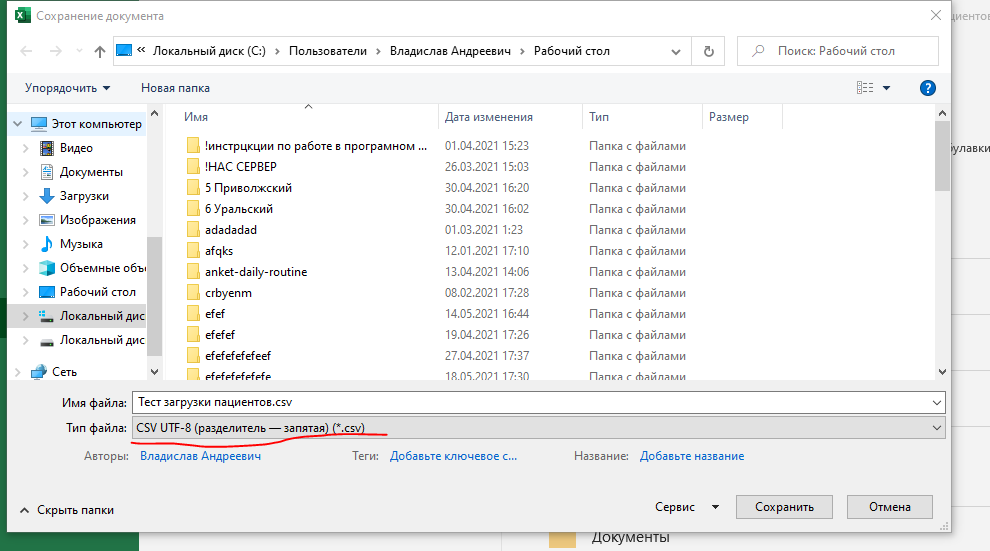 Сохранение документа
циентов
« Локальный диск (C:) › Пользователи › Владислав Андреевич › Рабочий стол
Поиск: Рабочий стол
Упорядочить Новая папка
Имя Дата изменения Тип Размер
Этот компьютер
Видео
Документы
Загрузки
Изображения
Музыка
Объемные объ
Рабочий стол
Локальный дис
Локальный дис
Сеть
!инстрцкции по работе в програмном ... 01.04.2021 15:23 Папка с файлами
!НАС СЕРВЕР 26.03.2021 15:03 Папка с файлами
5 Приволжский 30.04.2021 16:20 Папка с файлами
6 Уральский 30.04.2021 16:02 Папка с файлами
adadadad 01.03.2021 1:23 Папка с файлами
afqks 12.01.2021 17:10 Папка с файлами
anket-daily-routine 13.04.2021 14:06 Папка с файлами
crbyenm 08.02.2021 17:28 Папка с файлами
efef 14.05.2021 16:44 Папка с файлами
efefef 19.04.2021 17:26 Папка с файлами
efefefefefeef 27.04.2021 17:37 Папка с файлами
efefefefefefe 18.05.2021 17:30 Папка с файлами
булавки
Имя файла: Тест загрузки пациентов.csv
Тип файла: CSV UTF-8 (разделитель — запятая) (*.csv)
Авторы: Владислав Андреевич Теги: Добавьте ключевое с... Название: Добавьте название
Скрыть папки Сервис Сохранить Отмена
Документы